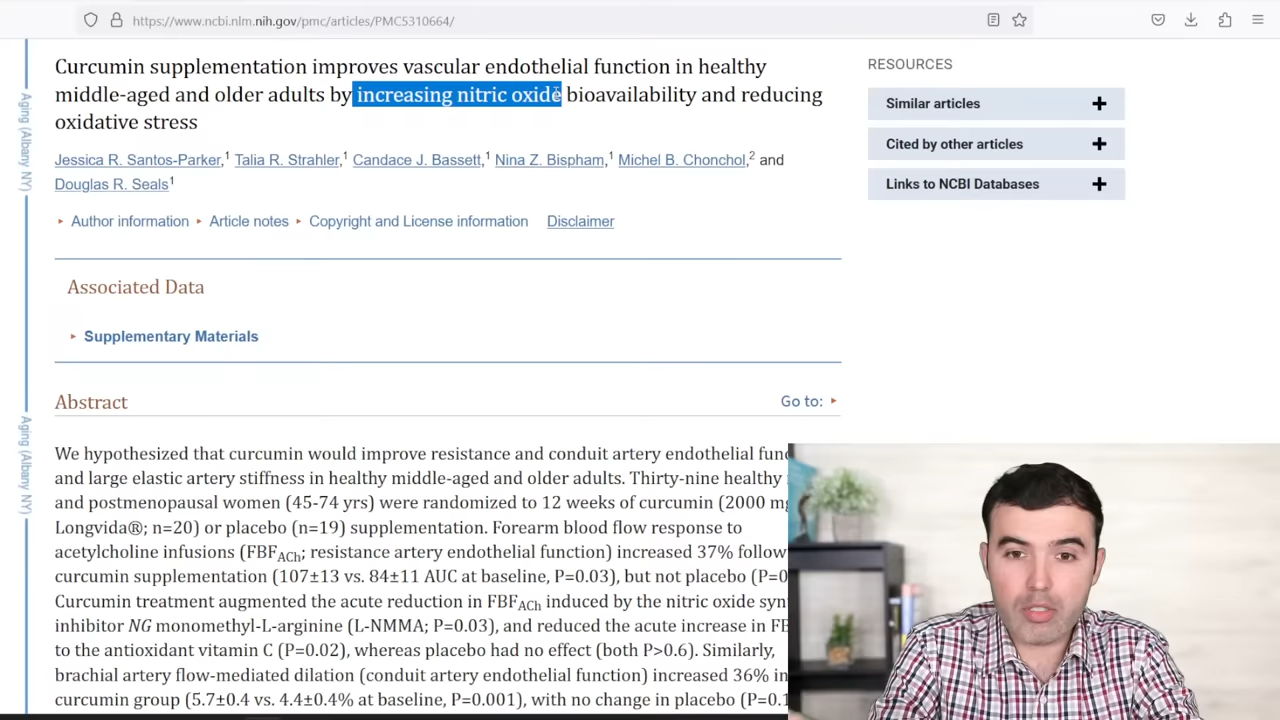 https://www.ncbi.nlm.nih.gov/pmc/articles/PMC5310664/
Curcumin supplementation improves vascular endothelial function in healthy
middle-aged and older adults by increasing nitric oxide bioavailability and reducing
oxidative stress
Jessica R. Santos-Parker,1 Talia R. Strahler,1 Candace J. Bassett,1 Nina Z. Bispham,1 Michel B. Chonchol,2 and
Douglas R. Seals1
Author information Article notes Copyright and License information Disclaimer
Associated Data
Supplementary Materials
Abstract
Go to:
We hypothesized that curcumin would improve resistance and conduit artery endothelial
and large elastic artery stiffness in healthy middle-aged and older adults. Thirty-nine healthy
and postmenopausal women (45-74 yrs) were randomized to 12 weeks of curcumin (2000
Longvida®; n=20) or placebo (n=19) supplementation. Forearm blood flow response to
acetylcholine infusions (FBFACh; resistance artery endothelial function) increased 37%
curcumin supplementation (107±13 vs. 84±11 AUC at baseline, P=0.03), but not placebo
Curcumin treatment augmented the acute reduction in FBFACh induced by the nitric oxide
inhibitor NG monomethyl-L-arginine (L-NMMA; P=0.03), and reduced the acute increase in
to the antioxidant vitamin C (P=0.02), whereas placebo had no effect (both P>0.6). Similarly,
brachial artery flow-mediated dilation (conduit artery endothelial function) increased 36% in
curcumin group (5.7±0.4 vs. 4.4±0.4% at baseline, P=0.001), with no change in placebo
RESOURCES
Similar articles
Cited by other articles
Links to NCBI Databases
Aging (Albany NY)
Aging (Albany NY)